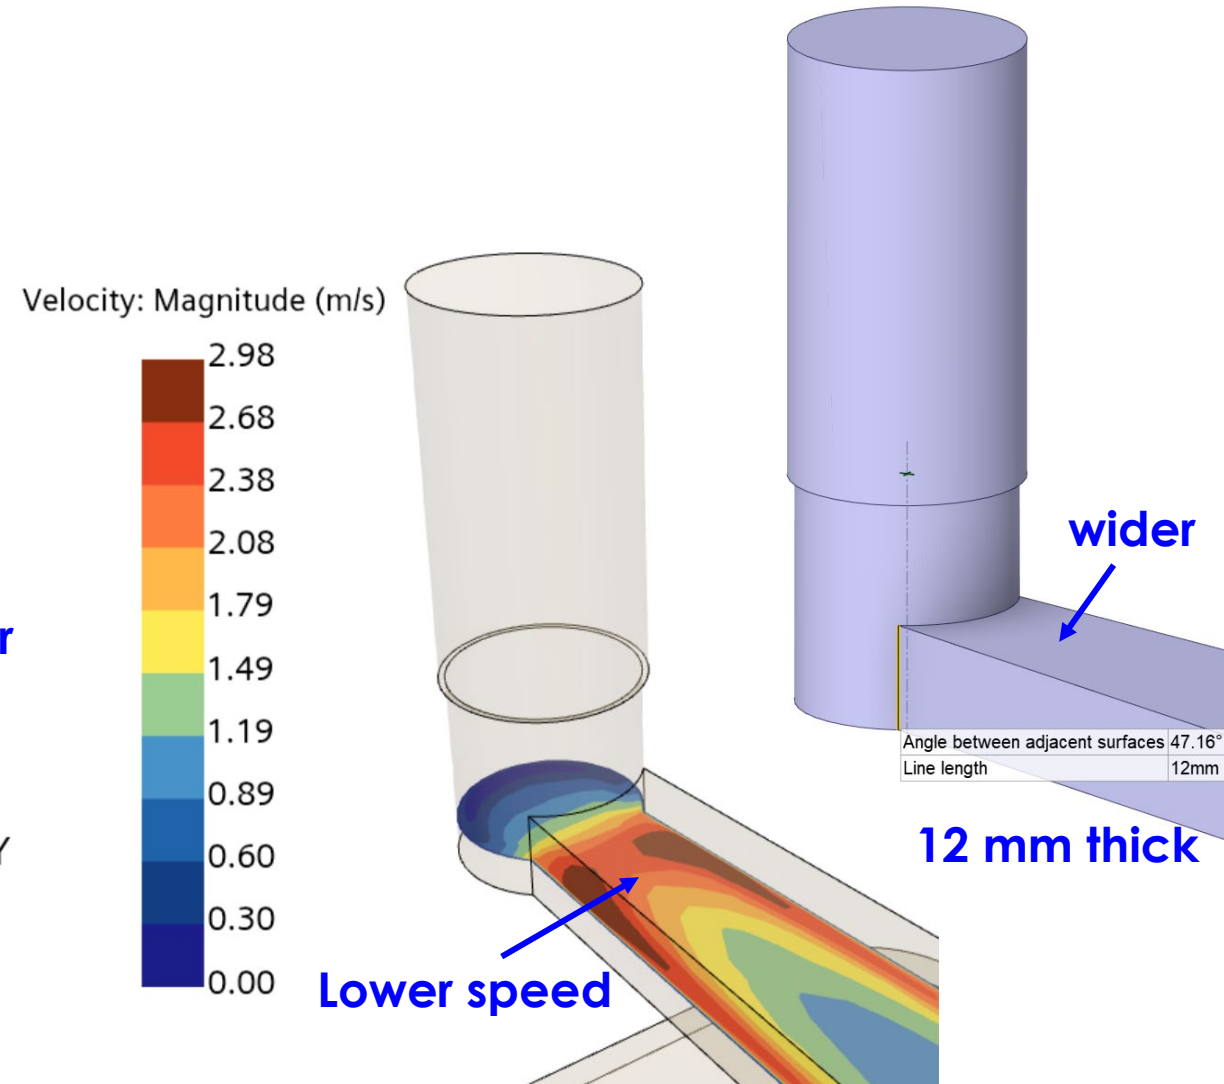 Velocity: Magnitude (m/s)
2.98
2.68
2.38
2.08
1.79
1.49
1.19
0.89
0.60
0.30
0.00
r
Y
Lower speed
wider
Angle between adjacent surfaces 47.16°
Line length 12mm
12 mm thick